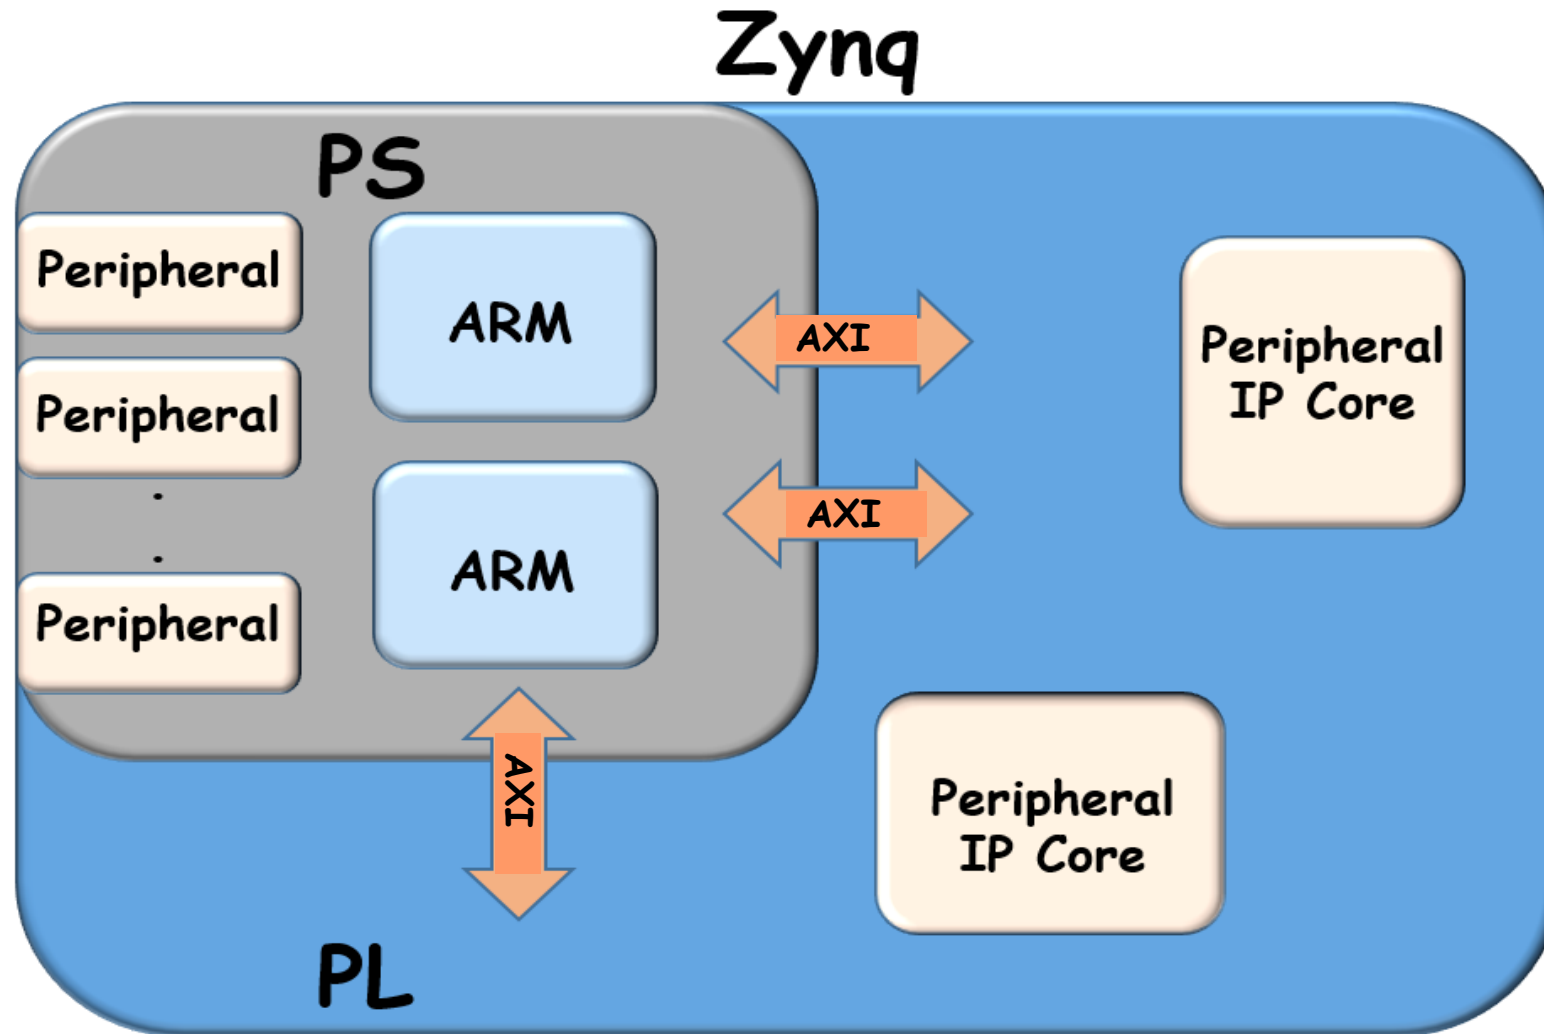 Zynq
PS
Peripheral
ARM
AXI
Peripheral
IP Core
Peripheral
AXI
.
.
ARM
Peripheral
AXI
Peripheral
IP Core
PL